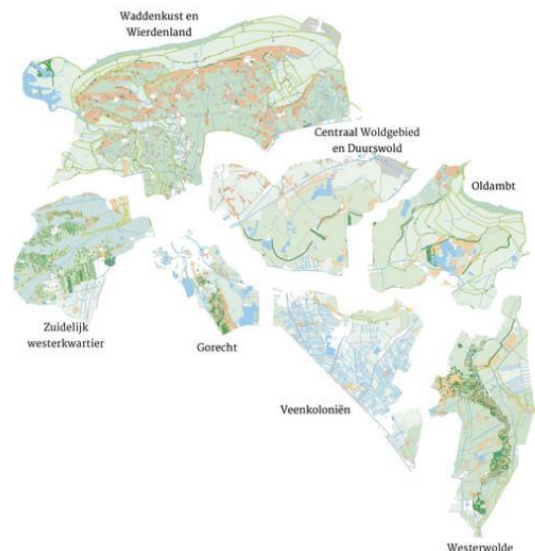 Waddenkust en
Wierdenland
Centraal Woldgebied
en Duurswold
Oldambt
Zuidelijk
westerkwartier
Gorecht
Veenkoloniën
Westerwolde